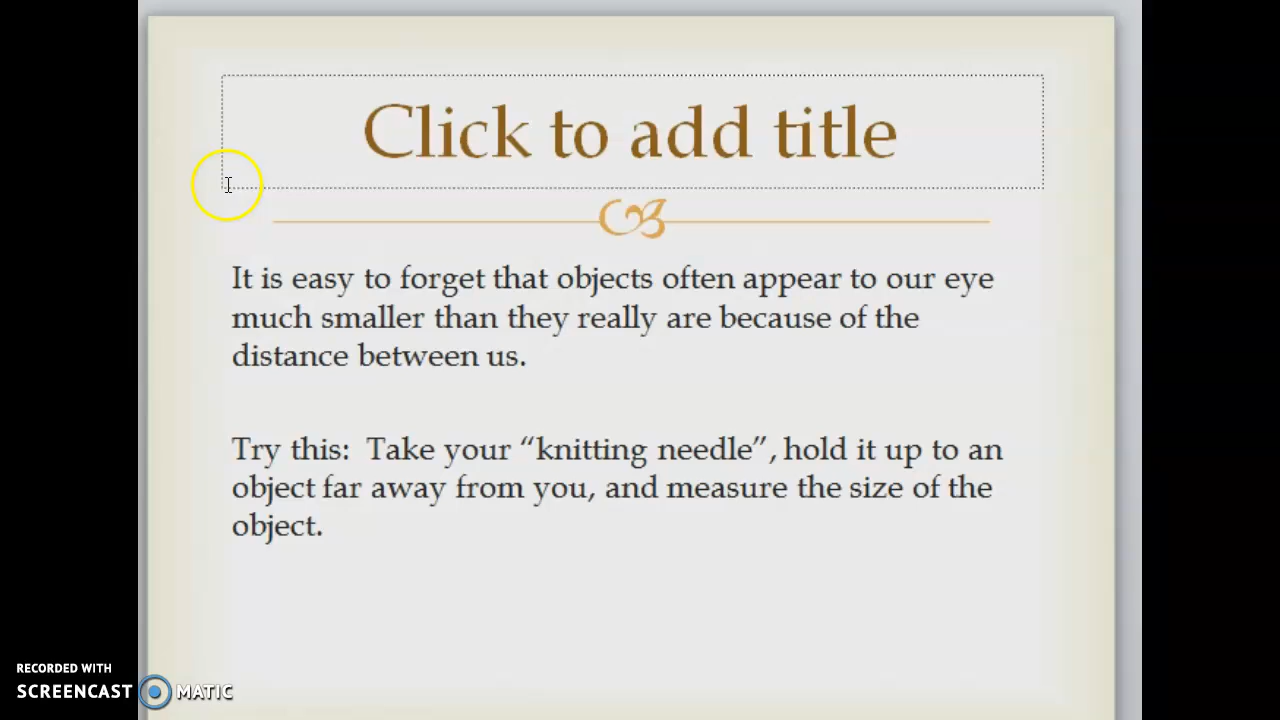 Click to add title
It is easy to forget that objects often appear to our eye
much smaller than they really are because of the
distance between us.
Try this:  Take your “knitting needle”, hold it up to an
object far away from you, and measure the size of the
object.
RECORDED WITH
SCREENCAST MATIC